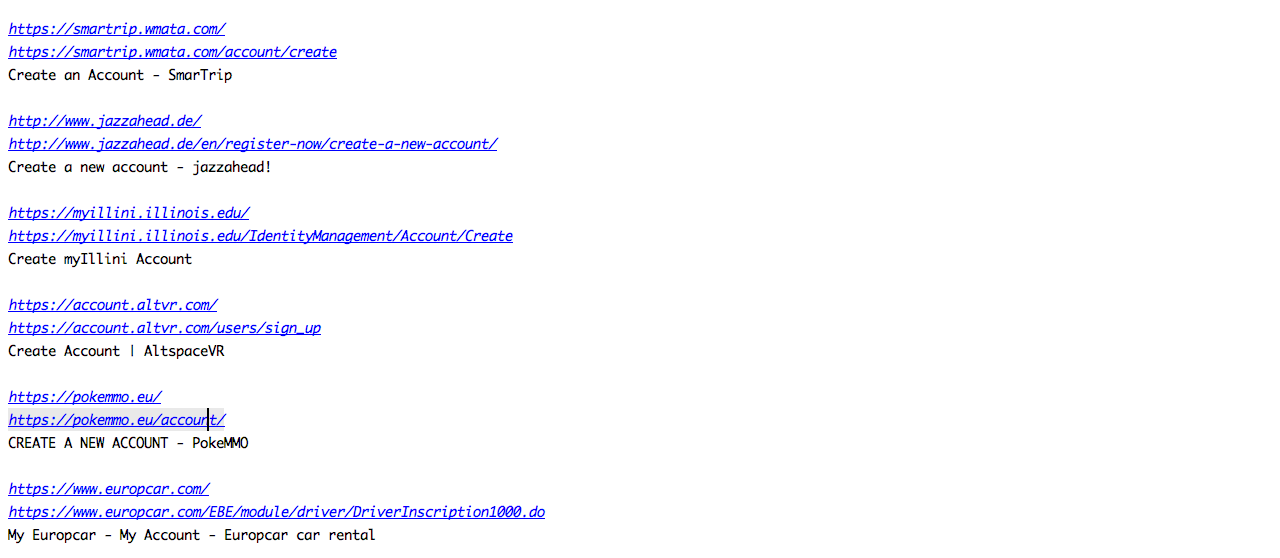 https://smartrip.wmata.com/
https://smartrip.wmata.com/account/create
Create an Account - SmarTrip
http://www.jazzahead.de/
http://www.jazzahead.de/en/register-now/create-a-new-account/
Create a new account - jazzahead!
https://myillini.illinois.edu/
https://myillini.illinois.edu/IdentityManagement/Account/Create
Create myIllini Account
https://account.altvr.com/
https://account.altvr.com/users/sign_up
Create Account | AltspaceVR
https://pokemmo.eu/
https://pokemmo.eu/account/
CREATE A NEW ACCOUNT - PokeMMO
https://www.europcar.com/
https://www.europcar.com/EBE/module/driver/DriverInscription1000.do
My Europcar - My Account - Europcar car rental